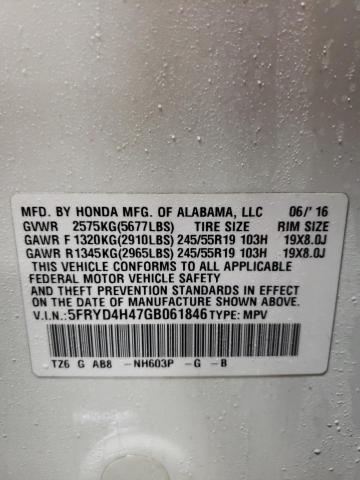 MFD. BY HONDA MFG. OF ALABAMA, LLC 06/'16
GVWR 2575KG(5677LBS) TIRE SIZE RIM SIZE
GAWR F 1320KG(2910LBS) 245/55R19 103H 19X8.0J
GAWR R 1345KG(2965LBS) 245/55R19 103H 19X8.0J
THIS VEHICLE CONFORMS TO ALL APPLICABLE
FEDERAL MOTOR VEHICLE SAFETY
AND THEFT PREVENTION STANDARDS IN EFFECT
ON THE DATE OF MANUFACTURE SHOWN ABOVE.
V.I.N.:5FRYD4H47GB061846 TYPE: MPV
TZ6 G AB8 -NH603P -G -B